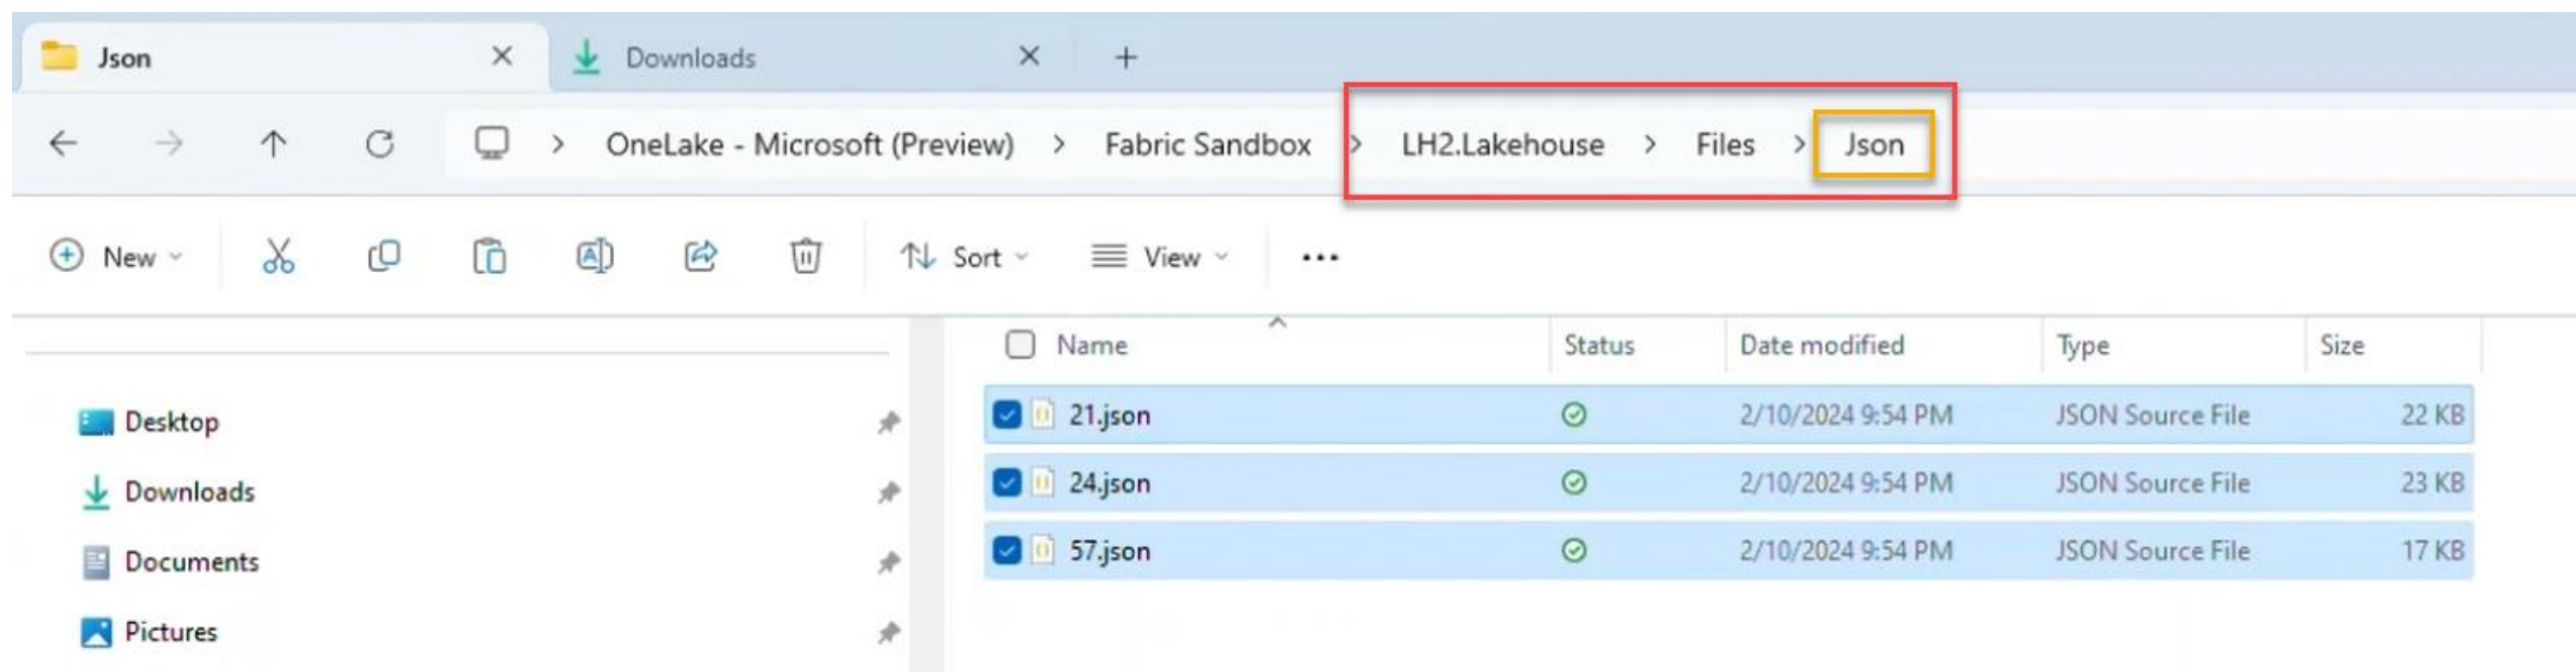 Json Downloads
OneLake - Microsoft (Preview) > Fabric Sandbox > LH2.Lakehouse > Files > Json
New Sort View ...
Name Status Date modified Type Size
21.json 2/10/2024 9:54 PM JSON Source File 22 KB
24.json 2/10/2024 9:54 PM JSON Source File 23 KB
57.json 2/10/2024 9:54 PM JSON Source File 17 KB
Desktop
Downloads
Documents
Pictures